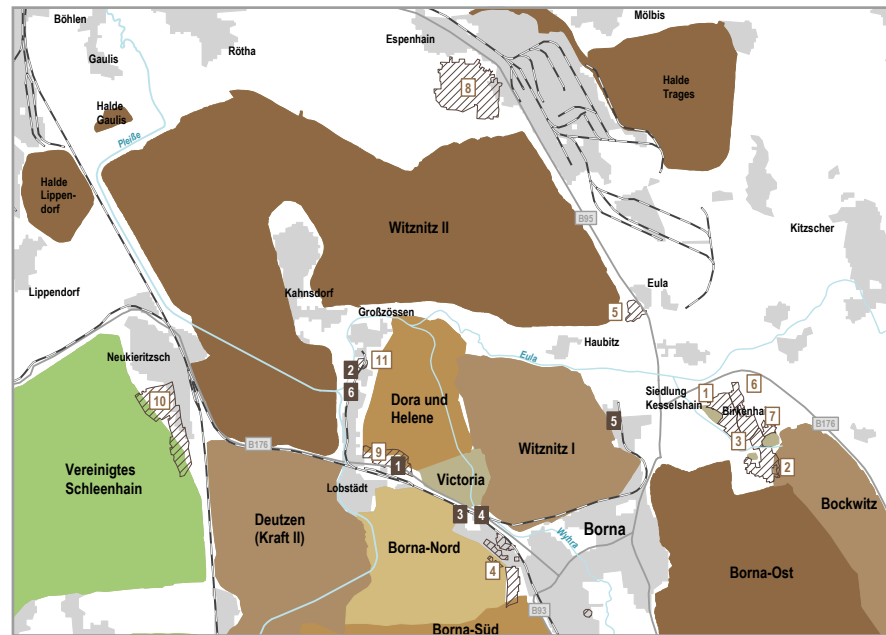 Böhlen
Mölbis
Rötha
Espenhain
Gaulis
Halde
Trages
8
Halde
Gaulis
Pleiße
Halde
Lippen-
dorf
Witznitz II
B95
Kitzscher
Lippendorf
Kahnsdorf
Eula
5
Großzössen
Neukieritzsch
Haubitz
Eula
2
11
6
10
Dora und
Helene
Siedlung
Kesselshain
1
6
Birkenha
7
3
B176
5
B176
9
1
Witznitz I
Vereinigtes
Schleenhain
Victoria
2
Lobstädt
Bockwitz
Deutzen
(Kraft II)
3
4
Borna
Wyhra
Borna-Nord
4
Borna-Ost
B93
Borna-Süd